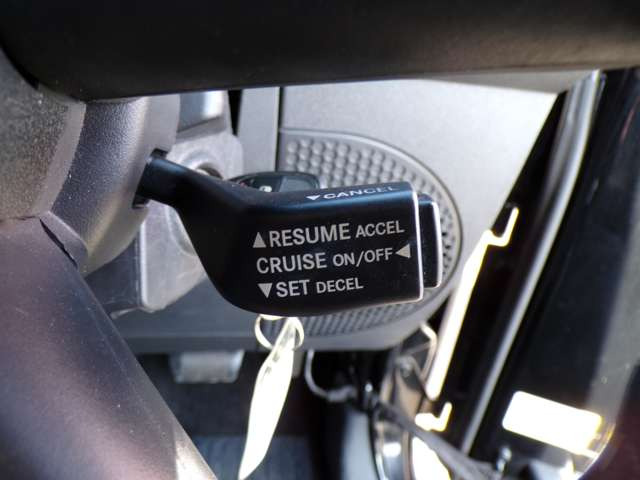 ▼CANCEL
▲RESUME ACCEL
CRUISE ON/OFF◄
▼SET DECEL